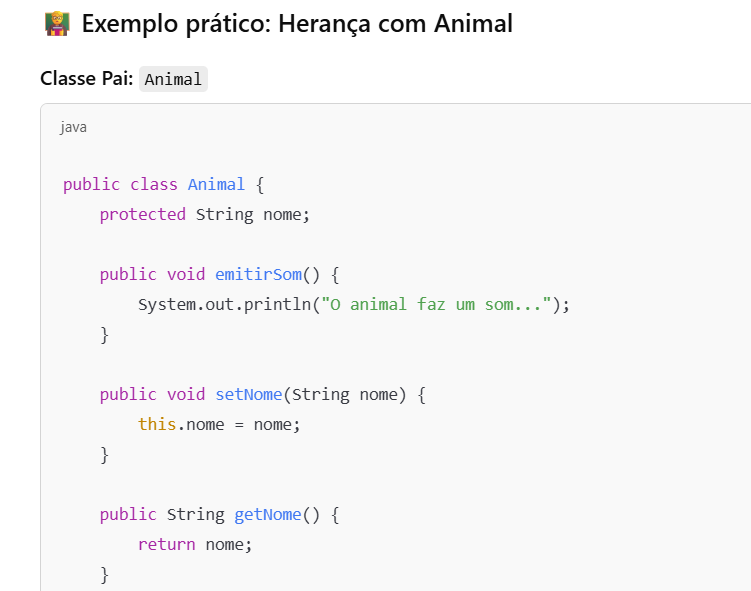 Exemplo prático: Herança com Animal
Classe Pai: Animal
java
public class Animal {
    protected String nome;
    public void emitirSom() {
        System.out.println("O animal faz um som...");
    }
    public void setNome(String nome) {
        this.nome = nome;
    }
    public String getNome() {
        return nome;
    }